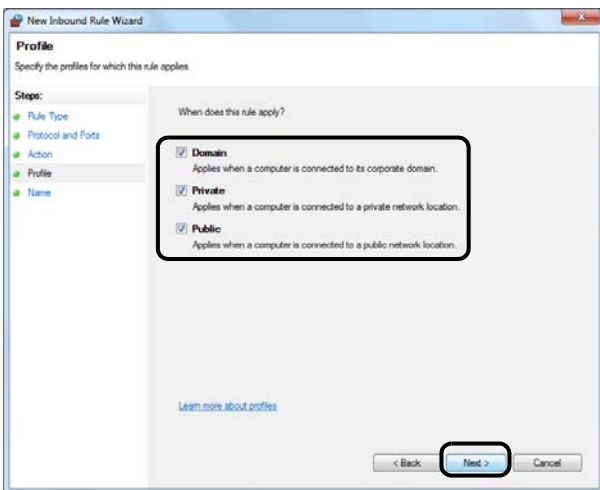 New Inbound Rule Wizard
Profile
Specify the profiles for which this rule applies.
Steps:
Rule Type
Protocol and Ports
Action
Profile
Name
When does this rule apply?
Domain
Applies when a computer is connected to its corporate domain.
Private
Applies when a computer is connected to a private network location.
Public
Applies when a computer is connected to a public network location.
Learn more about profiles
< Back
Next >
Cancel